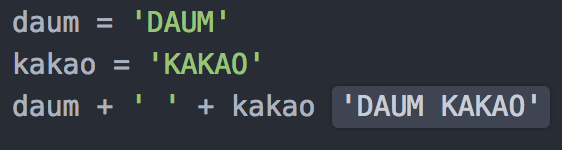 daum = 'DAUM'
kakao = 'KAKAO'
daum + ' ' + kakao 'DAUM KAKAO'